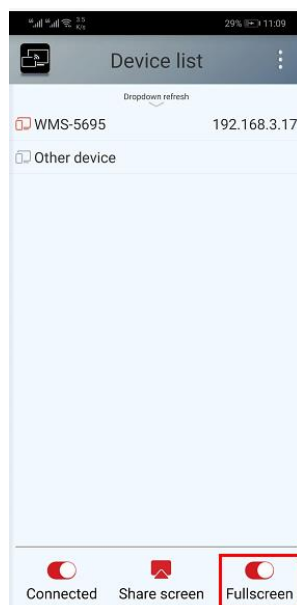 29% 11:09
Device list
Dropdown refresh
WMS-5695 192.168.3.17
Other device
Connected Share screen Fullscreen